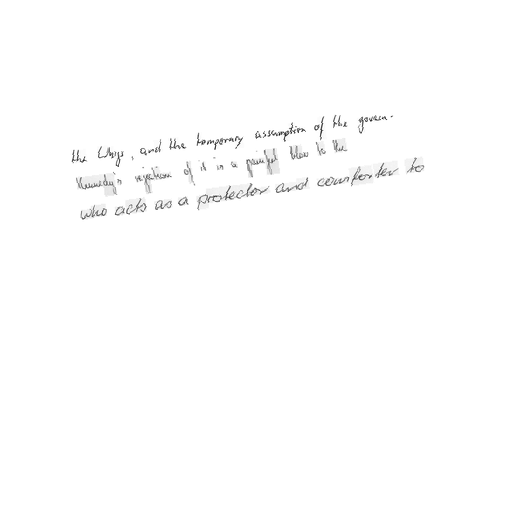 the Whigs, and the temporary assumption of the govern-
Kennedy's rejection of it is a painful blow to the
who acts as a protector and comforter to